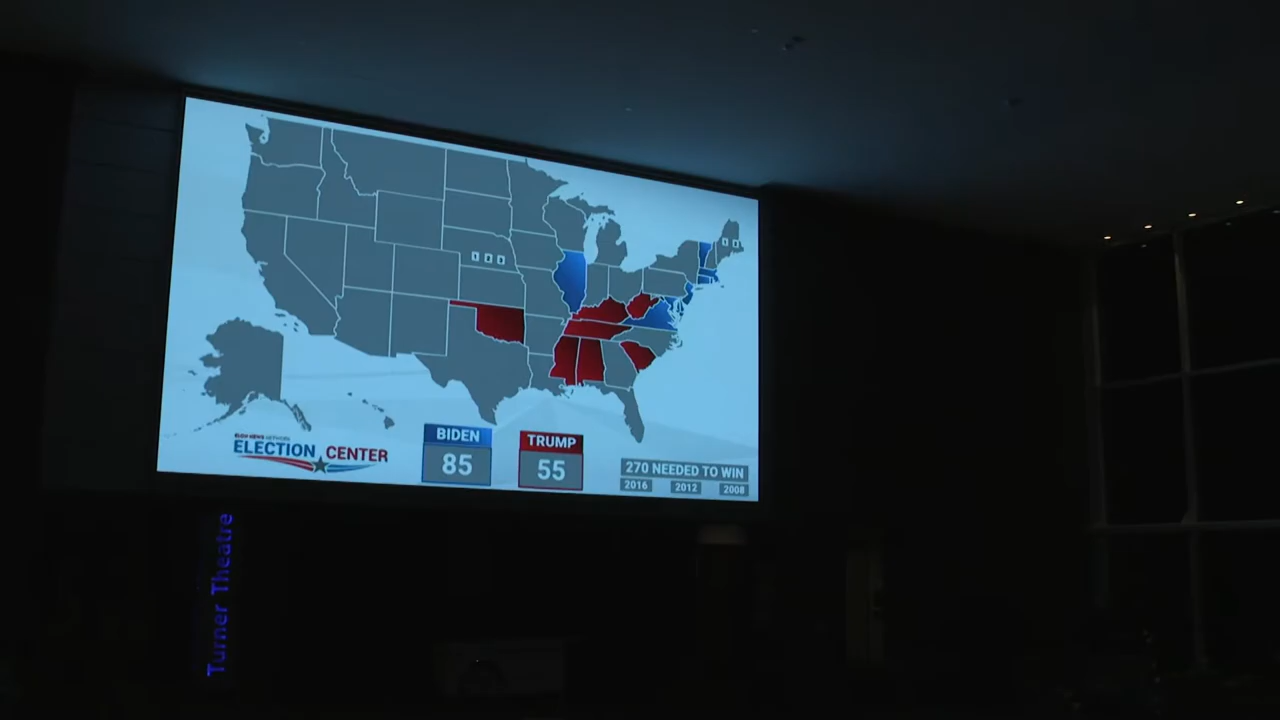 ELECTION CENTER
BIDEN
85
TRUMP
55
270 NEEDED TO WIN
2016 2012 2008
Turner Theatre